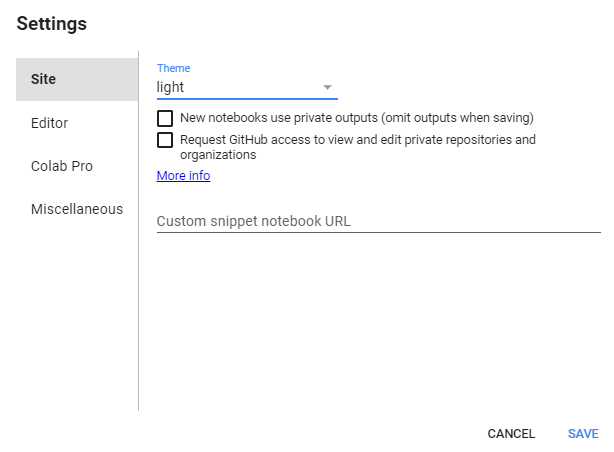 Settings
Site
Editor
Colab Pro
Miscellaneous
Theme
light
New notebooks use private outputs (omit outputs when saving)
Request GitHub access to view and edit private repositories and
organizations
More info
Custom snippet notebook URL
CANCEL
SAVE